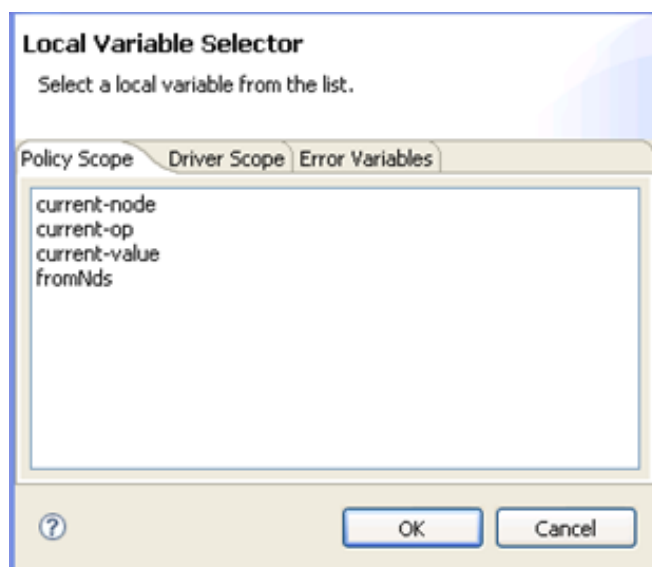 Local Variable Selector
Select a local variable from the list.
Policy Scope Driver Scope Error Variables
current-node
current-op
current-value
fromNds
? OK Cancel